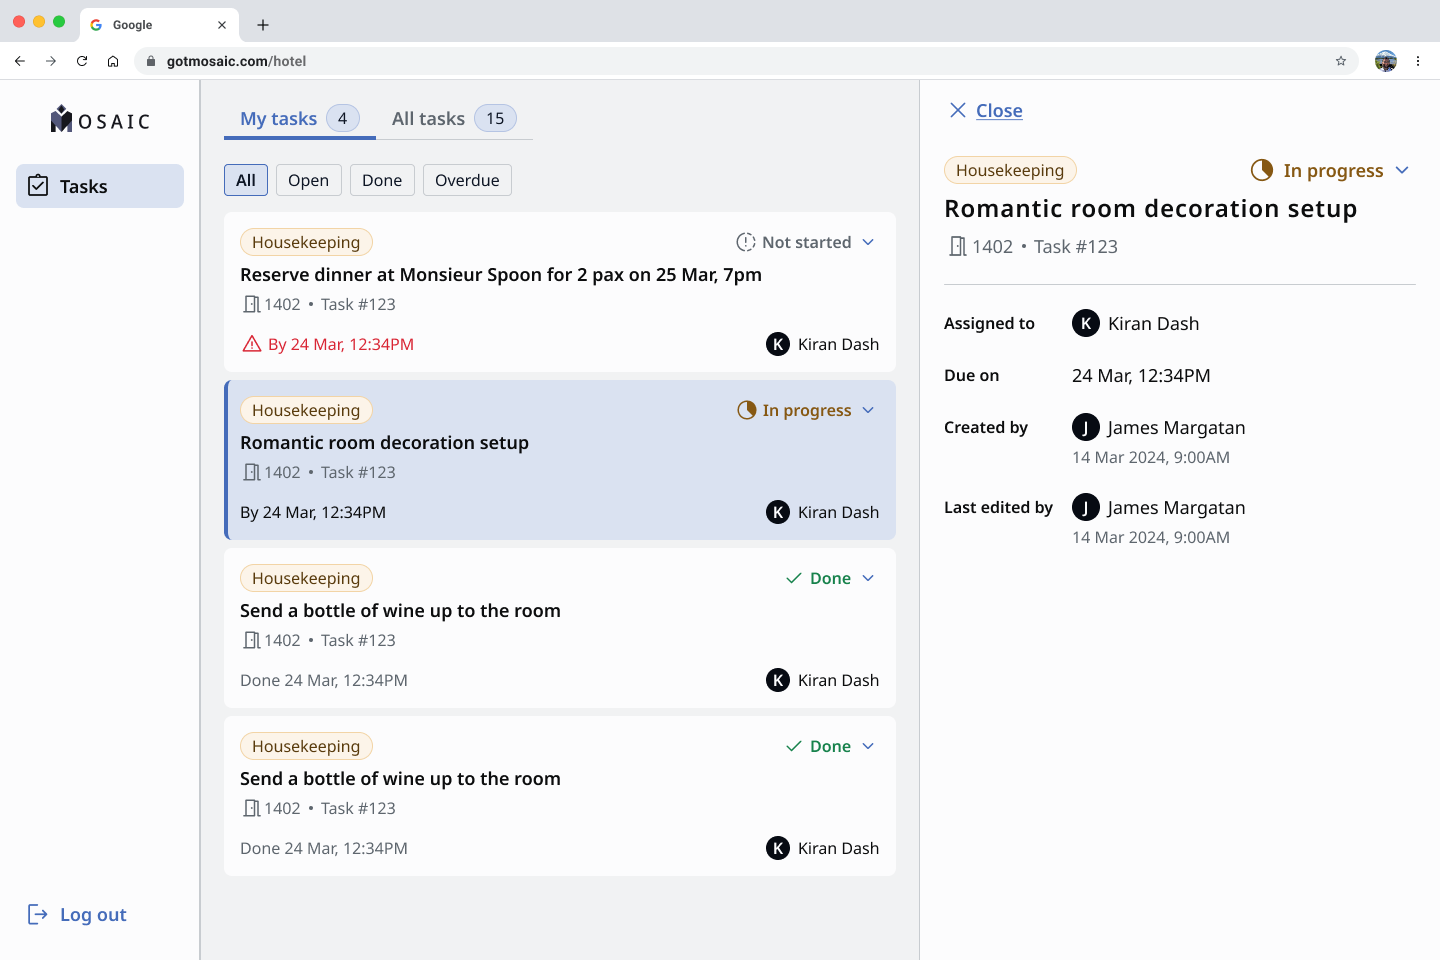 Google
gotmosaic.com/hotel
MOSAIC
Tasks
Log out
My tasks 4
All tasks 15
All
Open
Done
Overdue
Housekeeping
Not started
Reserve dinner at Monsieur Spoon for 2 pax on 25 Mar, 7pm
1402 • Task #123
By 24 Mar, 12:34PM
K Kiran Dash
Housekeeping
In progress
Romantic room decoration setup
1402 • Task #123
By 24 Mar, 12:34PM
K Kiran Dash
Housekeeping
Done
Send a bottle of wine up to the room
1402 • Task #123
Done 24 Mar, 12:34PM
K Kiran Dash
Housekeeping
Done
Send a bottle of wine up to the room
1402 • Task #123
Done 24 Mar, 12:34PM
K Kiran Dash
Close
Housekeeping
In progress
Romantic room decoration setup
1402 • Task #123
Assigned to
K Kiran Dash
Due on
24 Mar, 12:34PM
Created by
J James Margatan
14 Mar 2024, 9:00AM
Last edited by
J James Margatan
14 Mar 2024, 9:00AM